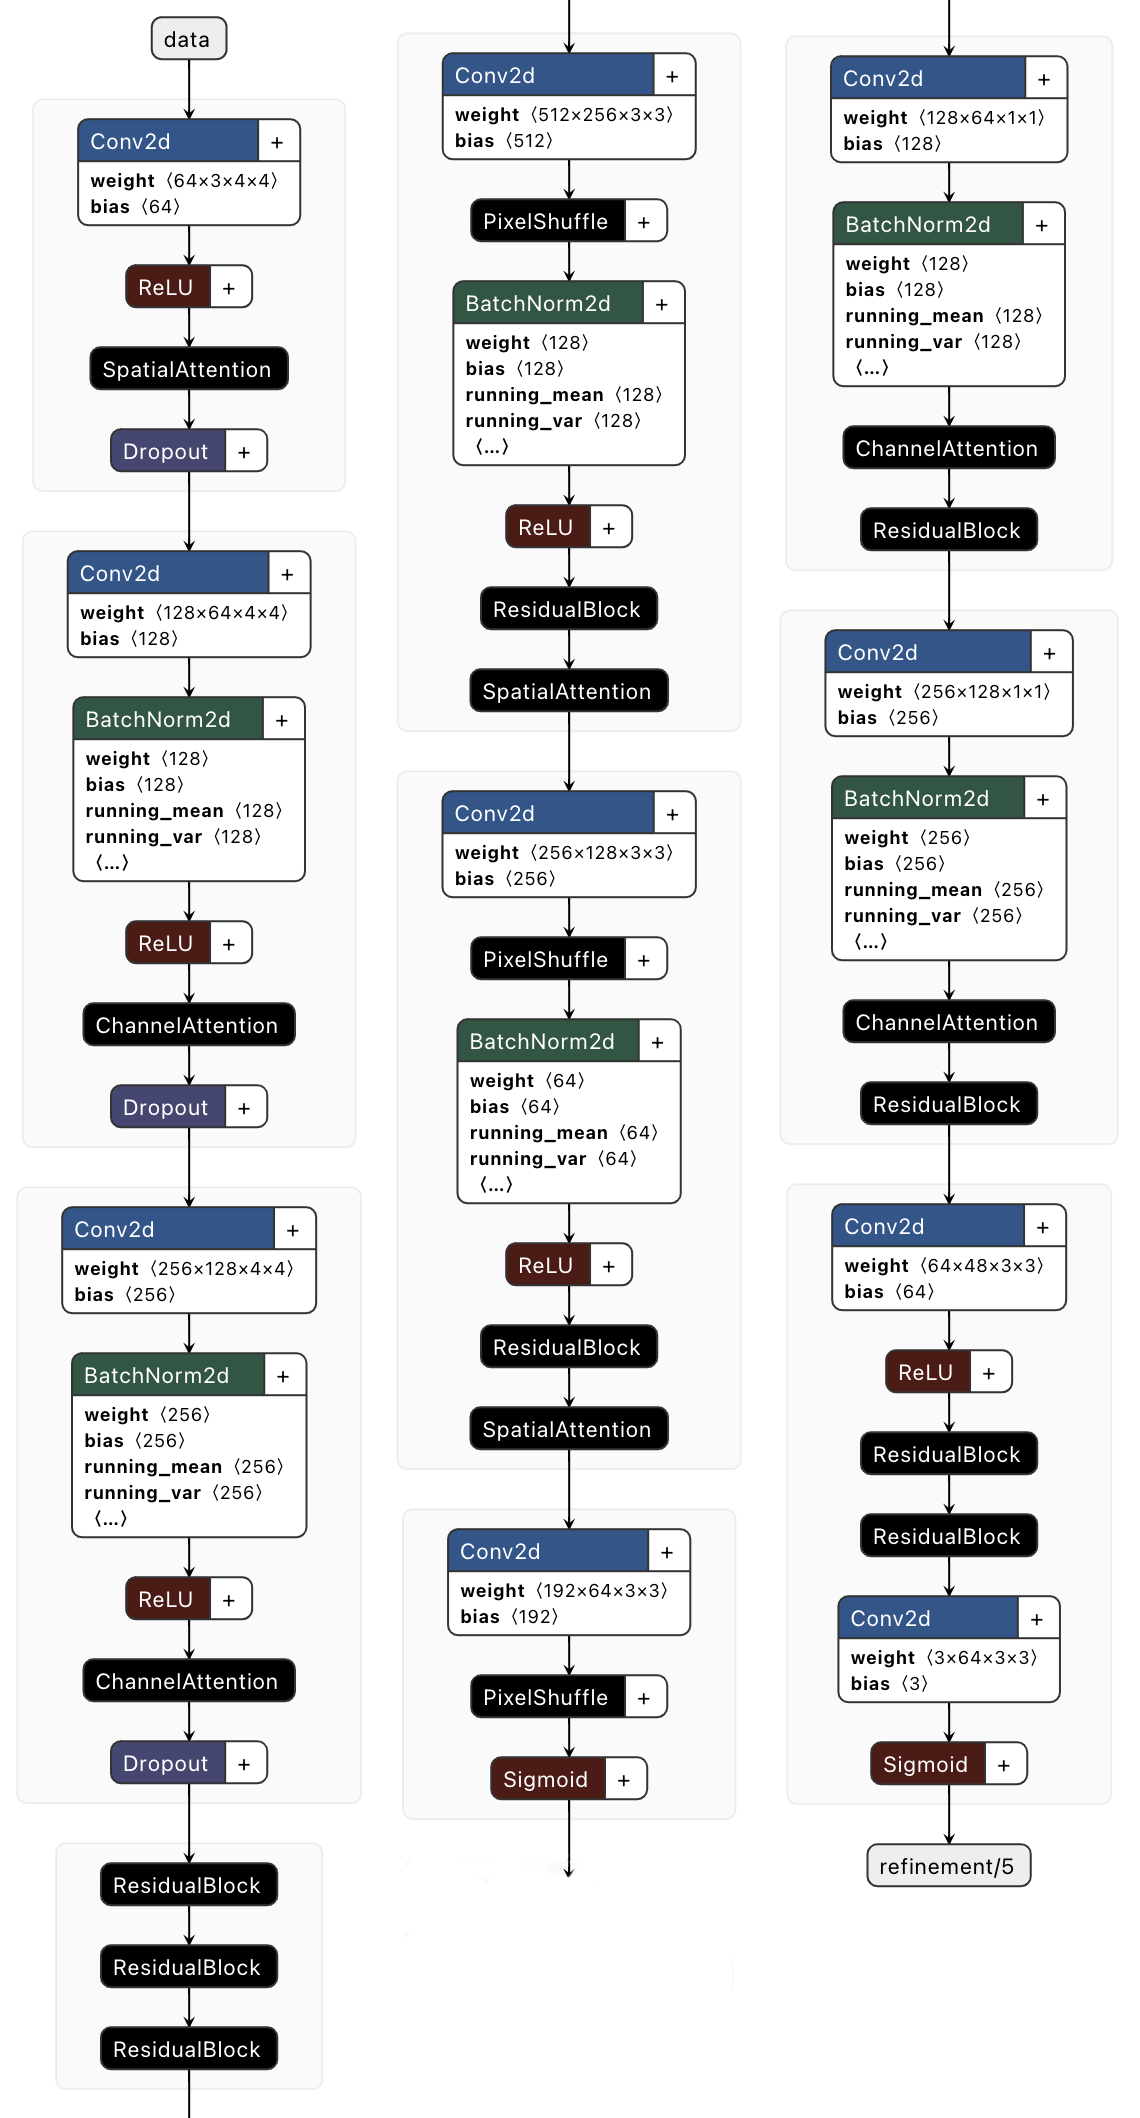 data
Conv2d +
weight ⟨64×3×4×4⟩
bias ⟨64⟩
ReLU +
SpatialAttention
Dropout +
Conv2d +
weight ⟨128×64×4×4⟩
bias ⟨128⟩
BatchNorm2d +
weight ⟨128⟩
bias ⟨128⟩
running_mean ⟨128⟩
running_var ⟨128⟩
⟨...⟩
ReLU +
ChannelAttention
Dropout +
Conv2d +
weight ⟨256×128×4×4⟩
bias ⟨256⟩
BatchNorm2d +
weight ⟨256⟩
bias ⟨256⟩
running_mean ⟨256⟩
running_var ⟨256⟩
⟨...⟩
ReLU +
ChannelAttention
Dropout +
ResidualBlock
ResidualBlock
ResidualBlock
Conv2d +
weight ⟨512×256×3×3⟩
bias ⟨512⟩
PixelShuffle +
BatchNorm2d +
weight ⟨128⟩
bias ⟨128⟩
running_mean ⟨128⟩
running_var ⟨128⟩
⟨...⟩
ReLU +
ResidualBlock
SpatialAttention
Conv2d +
weight ⟨256×128×3×3⟩
bias ⟨256⟩
PixelShuffle +
BatchNorm2d +
weight ⟨64⟩
bias ⟨64⟩
running_mean ⟨64⟩
running_var ⟨64⟩
⟨...⟩
ReLU +
ResidualBlock
SpatialAttention
Conv2d +
weight ⟨192×64×3×3⟩
bias ⟨192⟩
PixelShuffle +
Sigmoid +
Conv2d +
weight ⟨128×64×1×1⟩
bias ⟨128⟩
BatchNorm2d +
weight ⟨128⟩
bias ⟨128⟩
running_mean ⟨128⟩
running_var ⟨128⟩
⟨...⟩
ChannelAttention
ResidualBlock
Conv2d +
weight ⟨256×128×1×1⟩
bias ⟨256⟩
BatchNorm2d +
weight ⟨256⟩
bias ⟨256⟩
running_mean ⟨256⟩
running_var ⟨256⟩
⟨...⟩
ChannelAttention
ResidualBlock
Conv2d +
weight ⟨64×48×3×3⟩
bias ⟨64⟩
ReLU +
ResidualBlock
ResidualBlock
Conv2d +
weight ⟨3×64×3×3⟩
bias ⟨3⟩
Sigmoid +
refinement/5